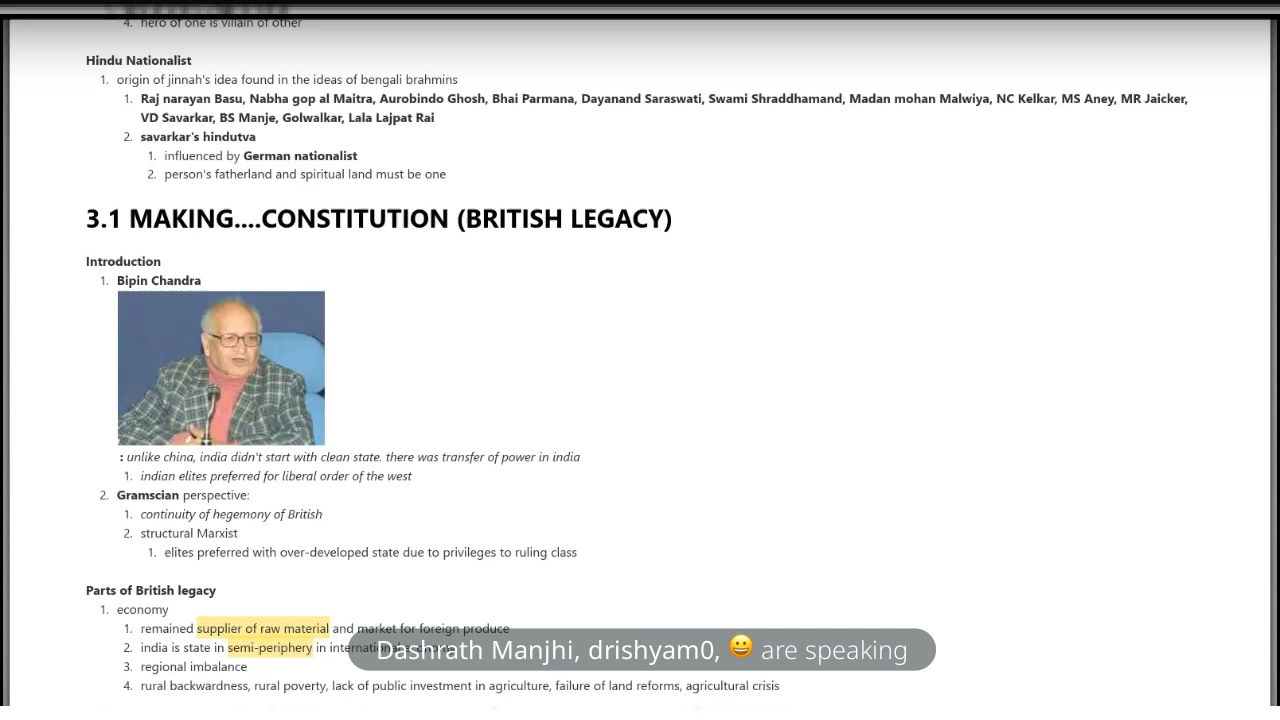 4. hero of one is villain of other
Hindu Nationalist
1. origin of jinnah's idea found in the ideas of bengali brahmins
1. Raj narayan Basu, Nabha gop al Maitra, Aurobindo Ghosh, Bhai Parmana, Dayanand Saraswati, Swami Shraddhamand, Madan mohan Malwiya, NC Kelkar, MS Aney, MR Jaicker,
VD Savarkar, BS Manje, Golwalkar, Lala Lajpat Rai
2. savarkar's hindutva
1. influenced by German nationalist
2. person's fatherland and spiritual land must be one
3.1 MAKING....CONSTITUTION (BRITISH LEGACY)
Introduction
1. Bipin Chandra
: unlike china, india didn't start with clean state. there was transfer of power in india
1. indian elites preferred for liberal order of the west
2. Gramscian perspective:
1. continuity of hegemony of British
2. structural Marxist
1. elites preferred with over-developed state due to privileges to ruling class
Parts of British legacy
1. economy
1. remained supplier of raw material and market for foreign produce
2. india is state in semi-periphery in
Dashrath Manjhi, drishyam0, 😀 are speaking
3. regional imbalance
4. rural backwardness, rural poverty, lack of public investment in agriculture, failure of land reforms, agricultural crisis